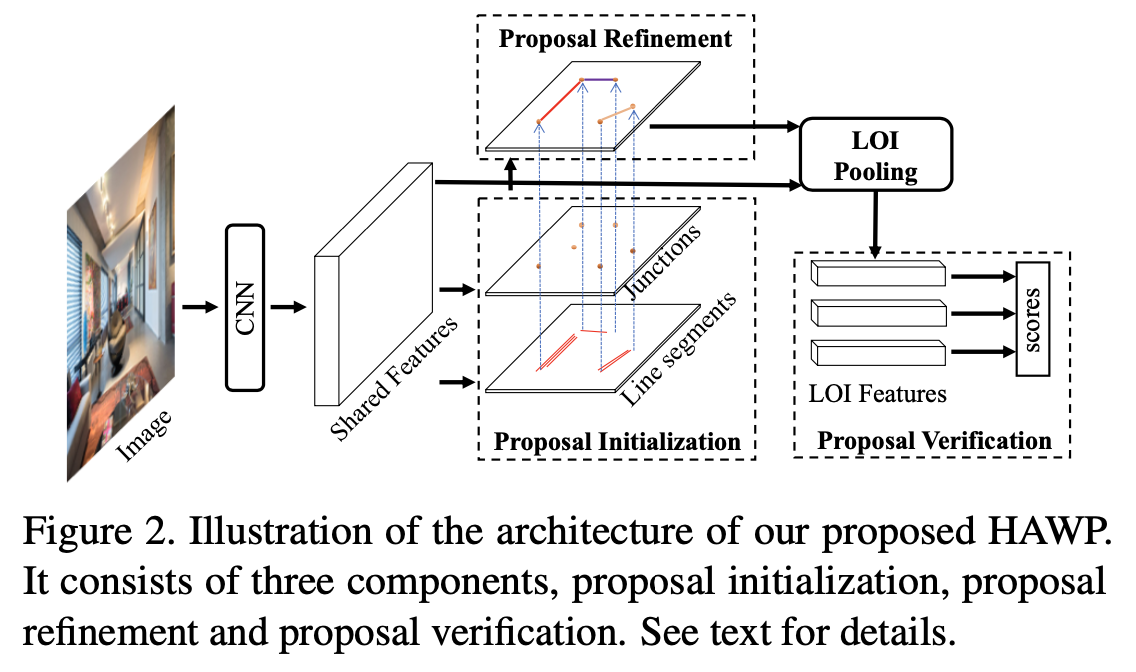 Proposal Refinement
LOI
Pooling
Junctions
CNN
Line segments
Shared Features
scores
LOI Features
Image
Proposal Initialization
Proposal Verification
Figure 2. Illustration of the architecture of our proposed HAWP.
It consists of three components, proposal initialization, proposal
refinement and proposal verification. See text for details.